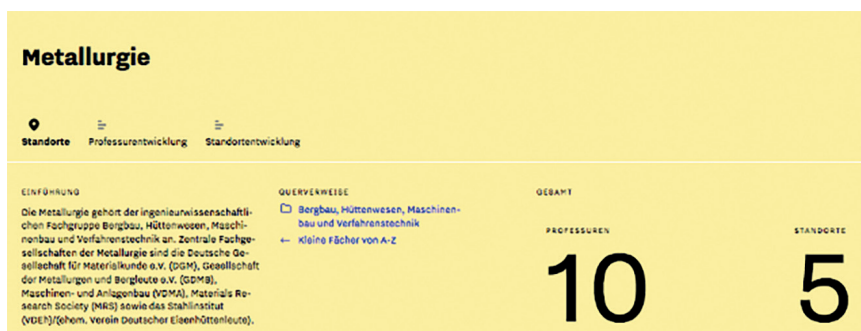 Metallurgie
Standorte
Professurentwicklung
Standortentwicklung
EINFÜHRUNG
Die Metallurgie gehört der ingenieurwissenschaftli-
chen Fachgruppe Bergbau, Hüttenwesen, Maschi-
nenbau und Verfahrenstechnik an. Zentrale Fachge-
sellschaften der Metallurgie sind die Deutsche Ge-
sellschaft für Materialkunde e.V. (DGM), Gesellschaft
der Metallurgen und Bergleute e.V. (GDMB),
Maschinen- und Anlagenbau (VDMA), Materials Re-
search Society (MRS) sowie das Stahlinstitut
(VDEh)/(ehem. Verein Deutscher Eisenhüttenleute).
QUERVERWEISE
Bergbau, Hüttenwesen, Maschinen-
bau und Verfahrenstechnik
← Kleine Fächer von A-Z
GESAMT
PROFESSUREN
10
STANDORTE
5